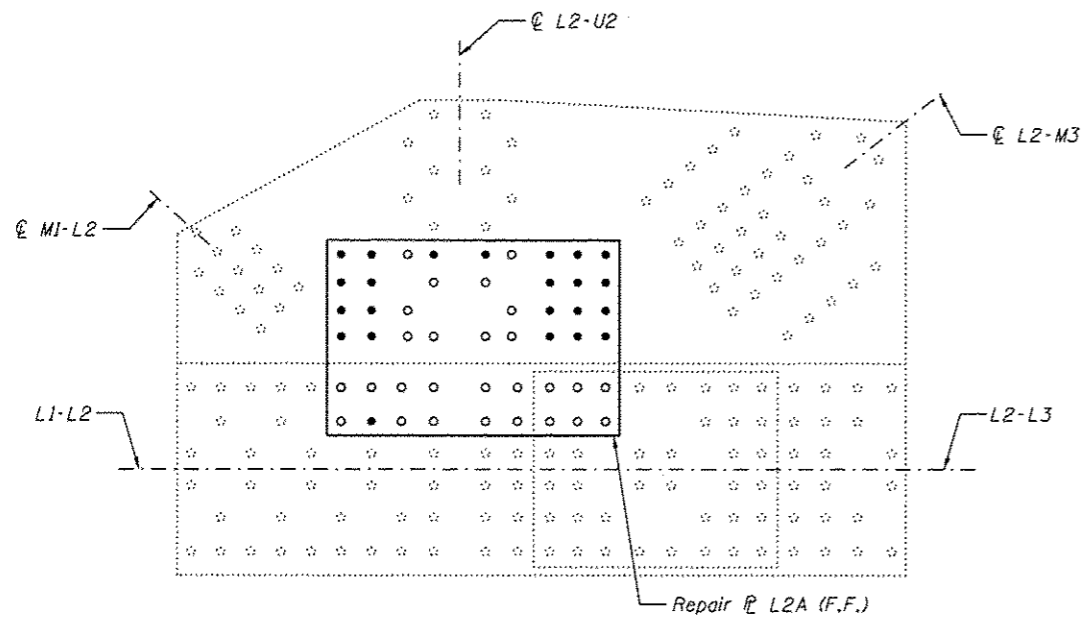 ℄ L2-U2
℄ L2-M3
℄ M1-L2
L1-L2
L2-L3
Repair ⅊ L2A (F.F.)